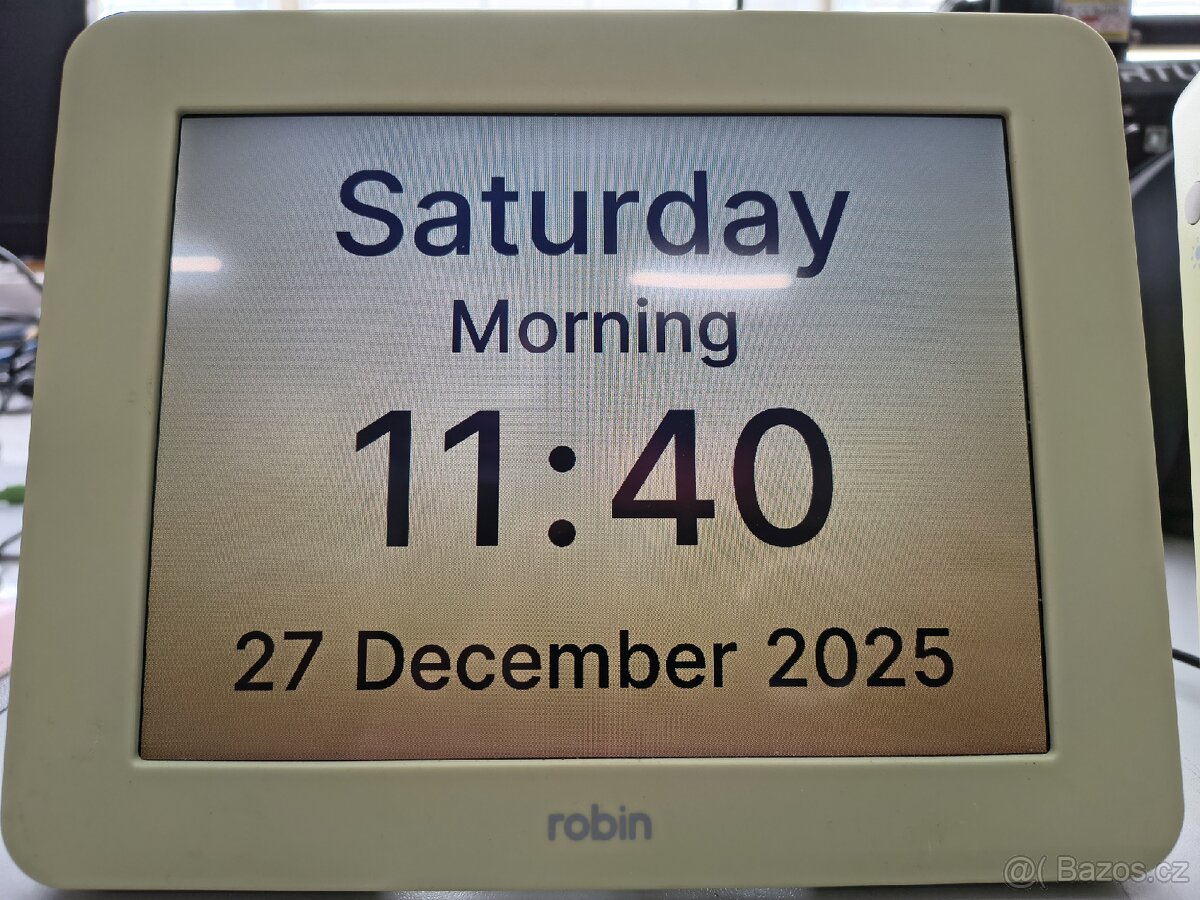 Saturday
Morning
11:40
27 December 2025
robin
@( Bazos.cz